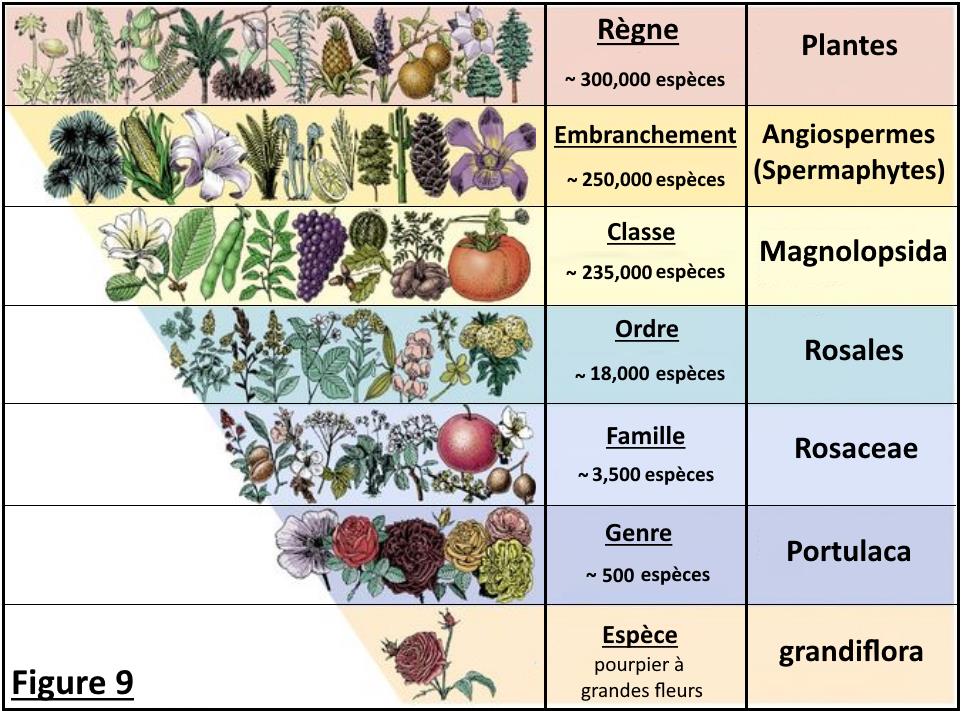 Règne
~ 300,000 espèces
Plantes
Embranchement
~ 250,000 espèces
Angiospermes
(Spermaphytes)
Classe
~ 235,000 espèces
Magnolopsida
Ordre
~ 18,000 espèces
Rosales
Famille
~ 3,500 espèces
Rosaceae
Genre
~ 500 espèces
Portulaca
Espèce
pourpier à
grandes fleurs
grandiflora
Figure 9